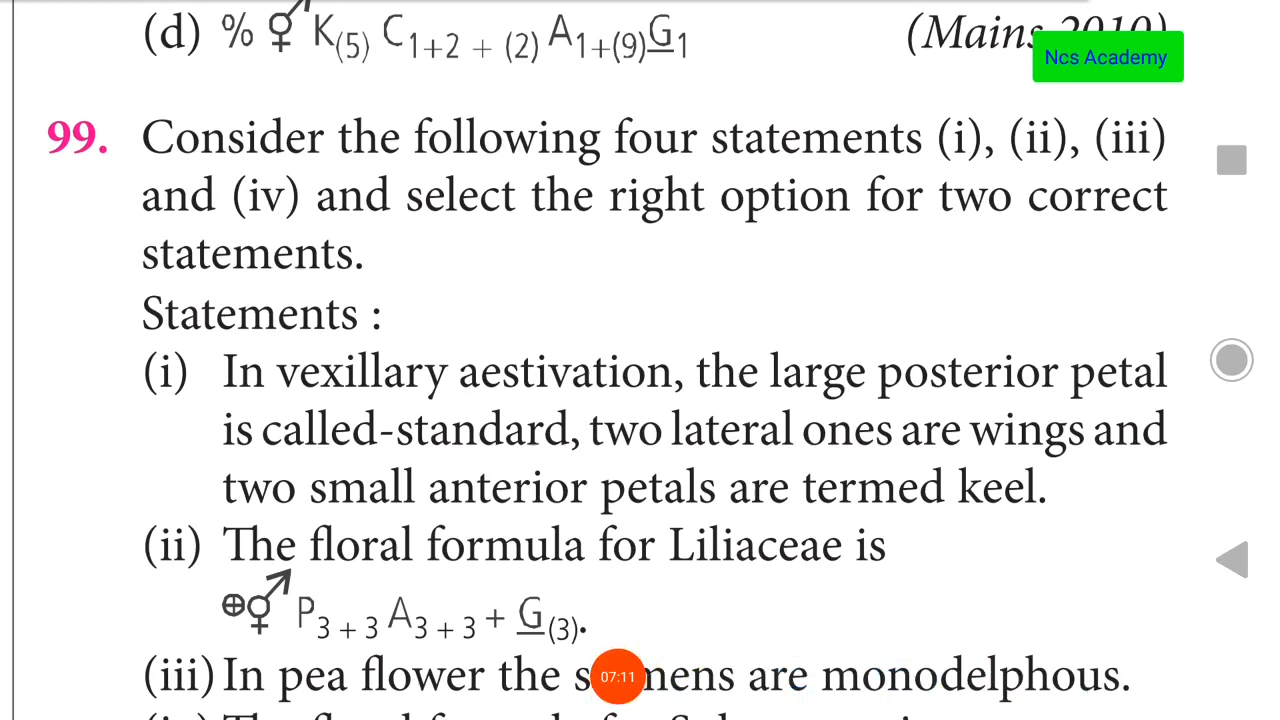 (d) % ⚥ K(5) C1+2 + (2) A1+(9)G1
Ncs Academy
99. Consider the following four statements (i), (ii), (iii)
and (iv) and select the right option for two correct
statements.
Statements :
(i) In vexillary aestivation, the large posterior petal
is called-standard, two lateral ones are wings and
two small anterior petals are termed keel.
(ii) The floral formula for Liliaceae is
⊕⚥ P3 + 3 A3 + 3 + G(3).
(iii) In pea flower the are monodelphous.
07:11